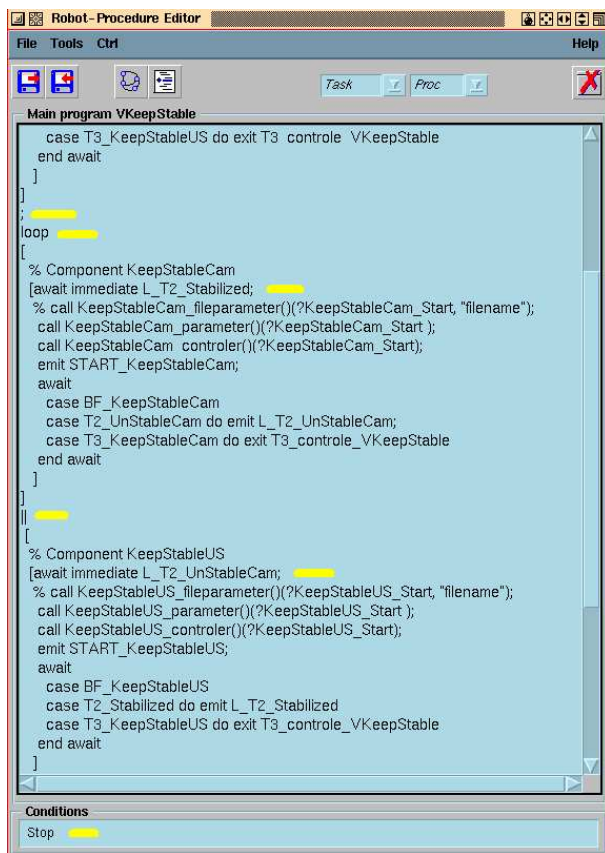 Robot-Procedure Editor
File Tools Ctrl Help
Task Proc
Main program VKeepStable
case T3_KeepStableUS do exit T3 controle VKeepStable
end await
]
]
;
loop
[
% Component KeepStableCam
[await immediate L_T2_Stabilized;
% call KeepStableCam_fileparameter()(?KeepStableCam_Start, "filename");
call KeepStableCam_parameter()(?KeepStableCam_Start );
call KeepStableCam controler()(?KeepStableCam_Start);
emit START_KeepStableCam;
await
case BF_KeepStableCam
case T2_UnStableCam do emit L_T2_UnStableCam;
case T3_KeepStableCam do exit T3_controle_VKeepStable
end await
]
]
||
[
% Component KeepStableUS
[await immediate L_T2_UnStableCam;
% call KeepStableUS_fileparameter()(?KeepStableUS_Start, "filename");
call KeepStableUS_parameter()(?KeepStableUS_Start );
call KeepStableUS_controler()(?KeepStableUS_Start);
emit START_KeepStableUS;
await
case BF_KeepStableUS
case T2_Stabilized do emit L_T2_Stabilized
case T3_KeepStableUS do exit T3_controle_VKeepStable
end await
]
Conditions
Stop